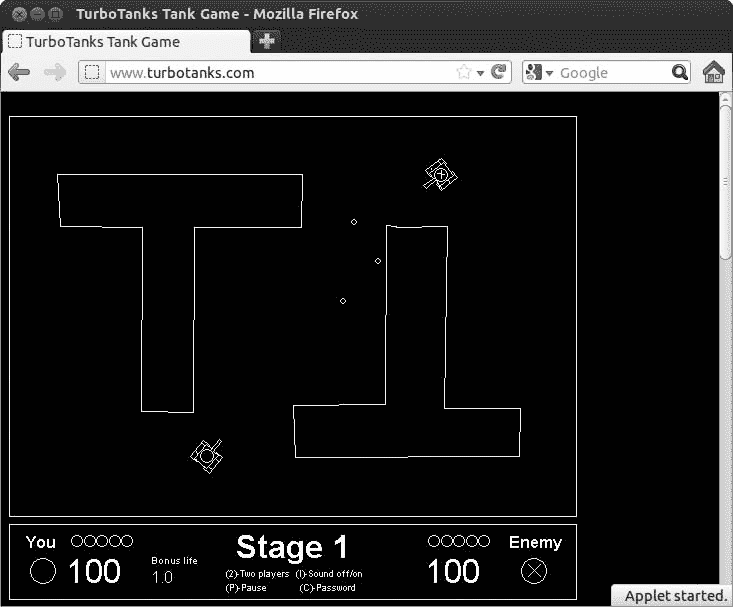 TurboTanks Tank Game - Mozilla Firefox
TurboTanks Tank Game
www.turbotanks.com
Google
You
100
Bonus life
1.0
Stage 1
(2)-Two players (I)-Sound off/on
(P)-Pause (C)-Password
100
Enemy
Applet started.